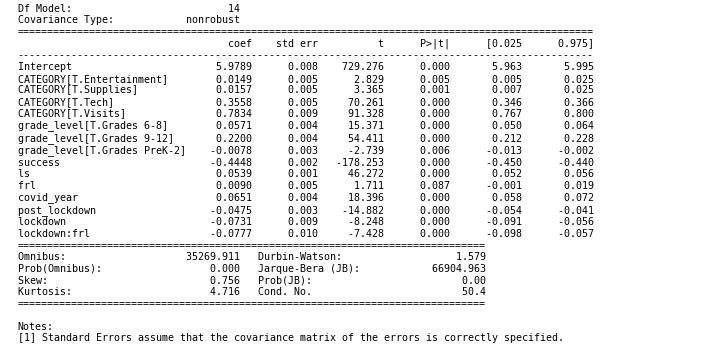 Df Model:                          14
Covariance Type:            nonrobust
================================================================================================
                                   coef    std err          t      P>|t|      [0.025      0.975]
------------------------------------------------------------------------------------------------
Intercept                        5.9789      0.008    729.276      0.000       5.963       5.995
CATEGORY[T.Entertainment]        0.0149      0.005      2.829      0.005       0.005       0.025
CATEGORY[T.Supplies]             0.0157      0.005      3.365      0.001       0.007       0.025
CATEGORY[T.Tech]                 0.3558      0.005     70.261      0.000       0.346       0.366
CATEGORY[T.Visits]               0.7834      0.009     91.328      0.000       0.767       0.800
grade_level[T.Grades 6-8]        0.0571      0.004     15.371      0.000       0.050       0.064
grade_level[T.Grades 9-12]       0.2200      0.004     54.411      0.000       0.212       0.228
grade_level[T.Grades PreK-2]    -0.0078      0.003     -2.739      0.006      -0.013      -0.002
success                         -0.4448      0.002   -178.253      0.000      -0.450      -0.440
ls                               0.0539      0.001     46.272      0.000       0.052       0.056
frl                              0.0090      0.005      1.711      0.087      -0.001       0.019
covid_year                       0.0651      0.004     18.396      0.000       0.058       0.072
post_lockdown                   -0.0475      0.003    -14.882      0.000      -0.054      -0.041
lockdown                        -0.0731      0.009     -8.248      0.000      -0.091      -0.056
lockdown:frl                    -0.0777      0.010     -7.428      0.000      -0.098      -0.057
==============================================================================
Omnibus:                    35269.911   Durbin-Watson:                   1.579
Prob(Omnibus):                  0.000   Jarque-Bera (JB):            66904.963
Skew:                           0.756   Prob(JB):                         0.00
Kurtosis:                       4.716   Cond. No.                         50.4
==============================================================================
Notes:
[1] Standard Errors assume that the covariance matrix of the errors is correctly specified.